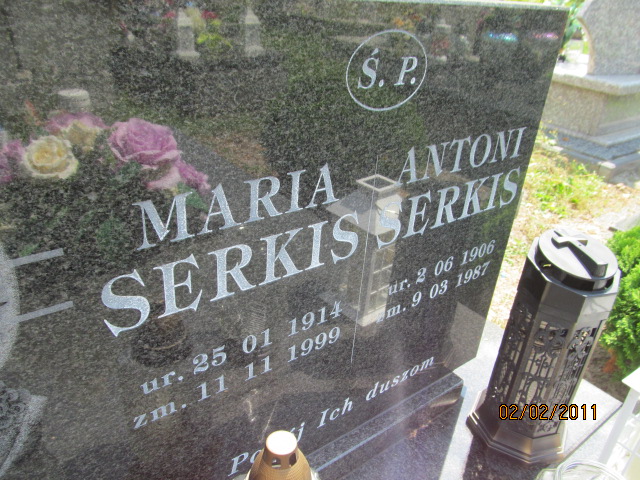 Ś. P.
MARIA
SERKIS
ur. 25 01 1914
zm. 11 11 1999
ANTONI
SERKIS
ur. 2 06 1906
zm. 9 03 1987
Ich duszom
02/02/2011